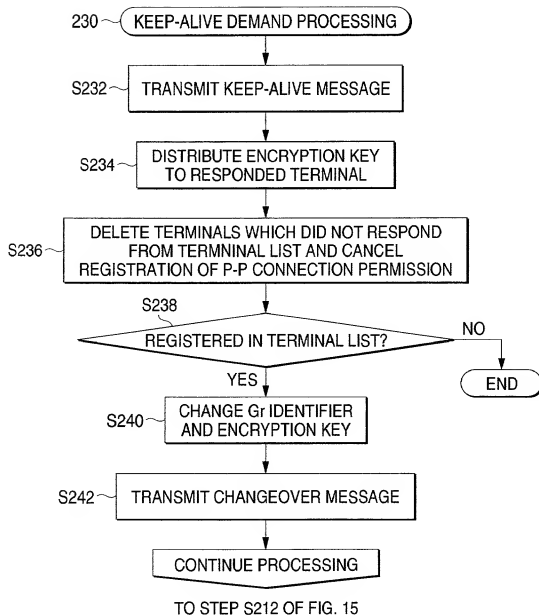 230
KEEP-ALIVE DEMAND PROCESSING
S232
TRANSMIT KEEP-ALIVE MESSAGE
S234
DISTRIBUTE ENCRYPTION KEY
TO RESPONDED TERMINAL
S236
DELETE TERMINALS WHICH DID NOT RESPOND
FROM TERMNINAL LIST AND CANCEL
REGISTRATION OF P-P CONNECTION PERMISSION
S238
REGISTERED IN TERMINAL LIST?
NO
END
YES
S240
CHANGE Gr IDENTIFIER
AND ENCRYPTION KEY
S242
TRANSMIT CHANGEOVER MESSAGE
CONTINUE PROCESSING
TO STEP S212 OF FIG. 15